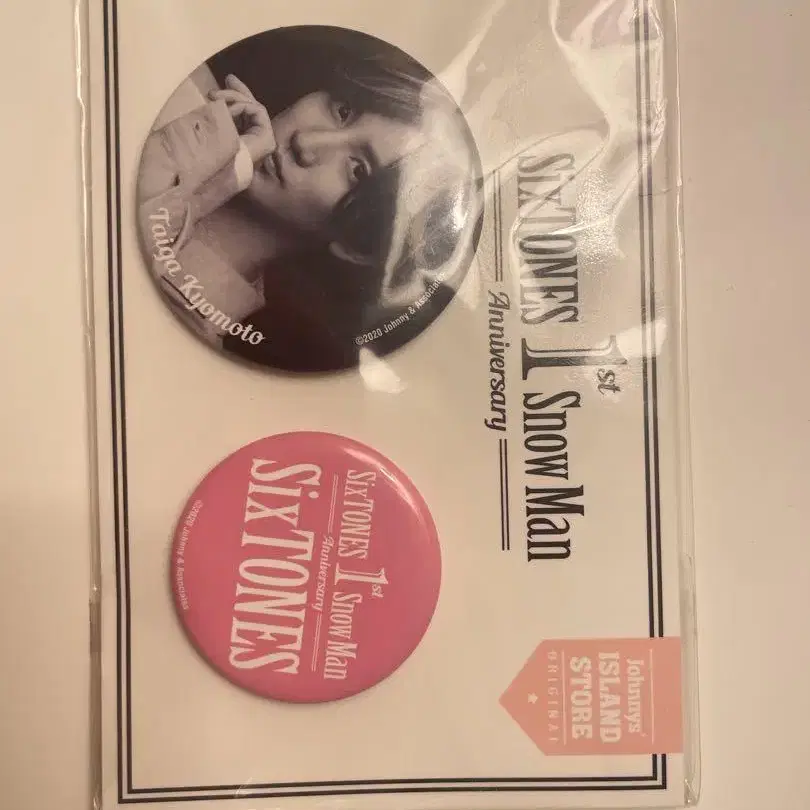 SixTONES 1st Snow Man
Anniversary
Taiga Kyomoto
©2020 Johnny & Associates
SixTONES 1st Snow Man
Anniversary
SixTONES
©2020 Johnny & Associates
Johnnys'
ISLAND
STORE
ORIGINAL